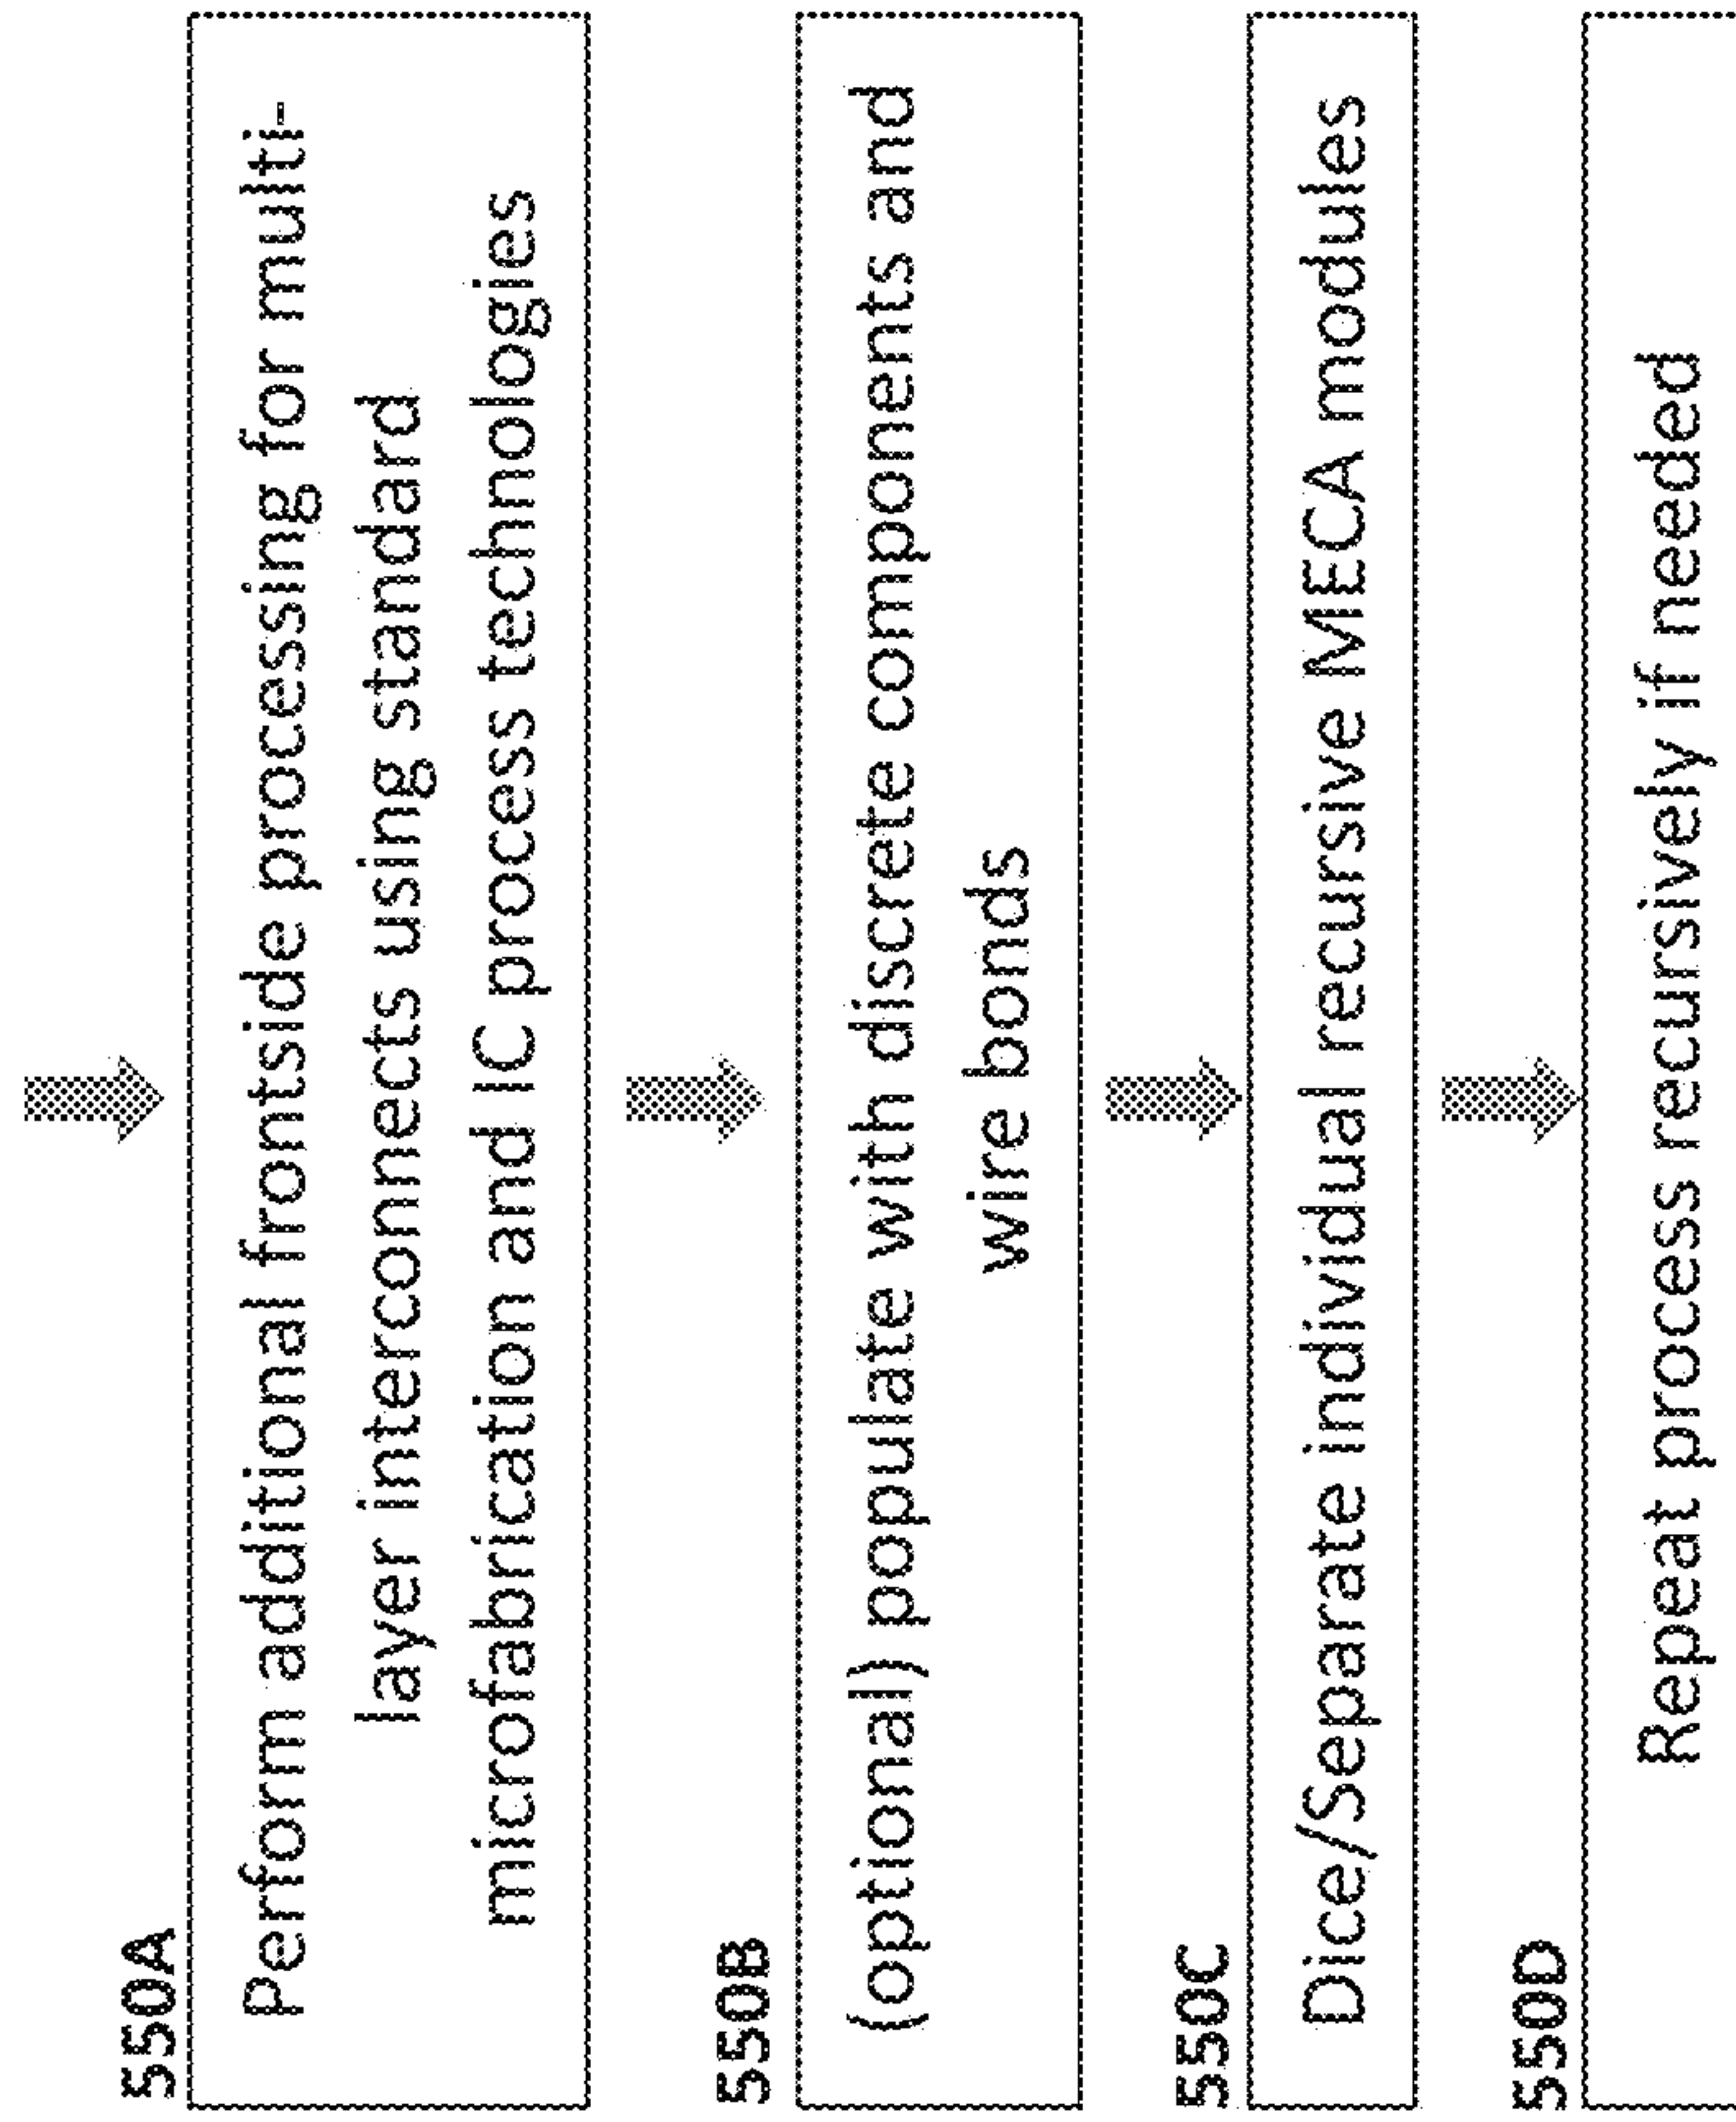 550A
Perform additional frontside processing for multi-
layer interconnects using standard
microfabrication and IC process technologies
550B
(optional) populate with discrete components and
wire bonds
550C
Dice/Separate individual recursive MECA modules
550D
Repeat process recursively if needed